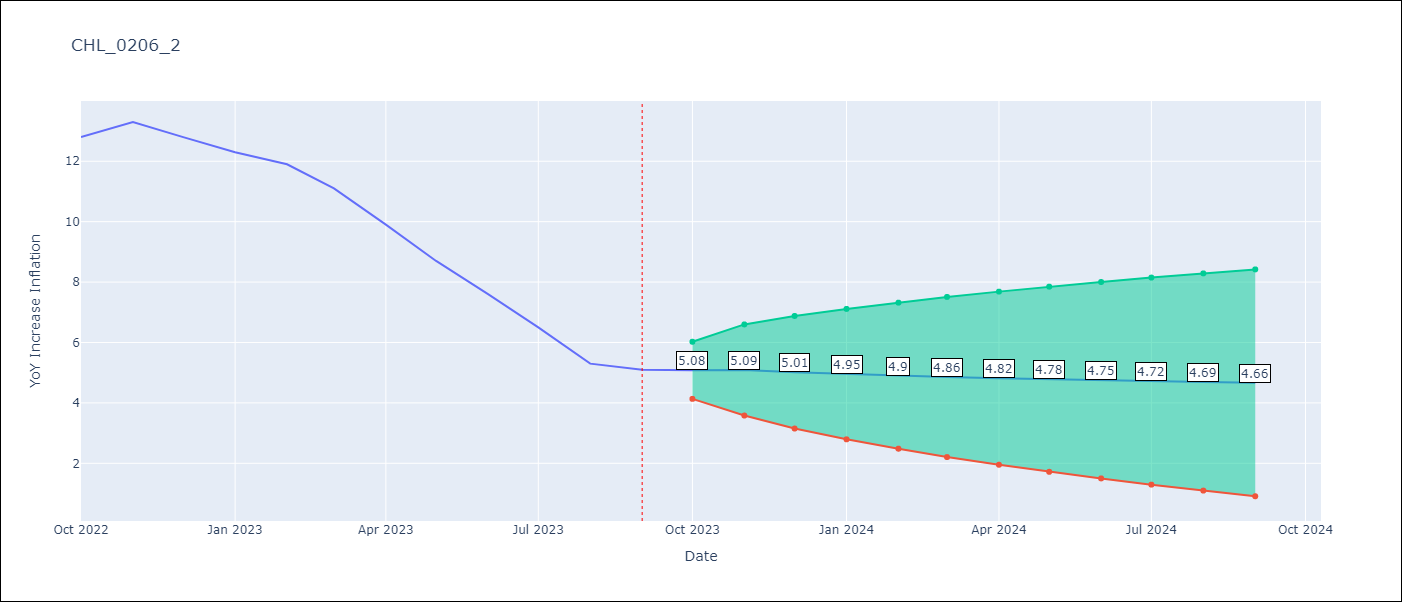 CHL_0206_2
YoY Increase Inflation
12
10
8
6
4
2
5.08
5.09
5.01
4.95
4.9
4.86
4.82
4.78
4.75
4.72
4.69
4.66
Oct 2022
Jan 2023
Apr 2023
Jul 2023
Oct 2023
Jan 2024
Apr 2024
Jul 2024
Oct 2024
Date